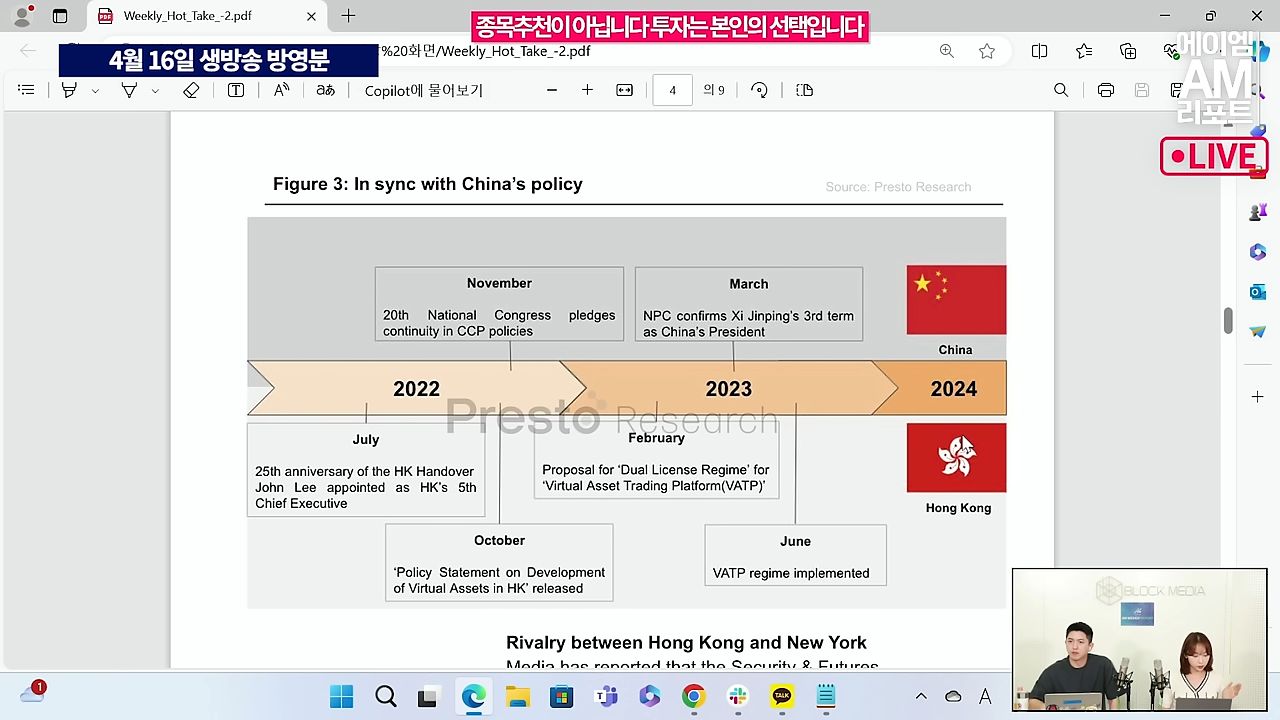 Weekly_Hot_Take_-2.pdf
종목추천이 아닙니다 투자는 본인의 선택입니다
%20화면/Weekly_Hot_Take_-2.pdf
4월 16일 생방송 방영분
에이엠
AM
리포트
LIVE
Copilot에 물어보기
4
의 9
Figure 3: In sync with China's policy
Source: Presto Research
November
20th National Congress pledges
continuity in CCP policies
March
NPC confirms Xi Jinping's 3rd term
as China's President
China
2022
2023
2024
Presto Research
July
25th anniversary of the HK Handover
John Lee appointed as HK's 5th
Chief Executive
February
Proposal for 'Dual License Regime' for
'Virtual Asset Trading Platform(VATP)'
Hong Kong
October
'Policy Statement on Development
of Virtual Assets in HK' released
June
VATP regime implemented
Rivalry between Hong Kong and New York
Media has reported that the Security & Futures
BLOCK MEDIA
1
TALK
A